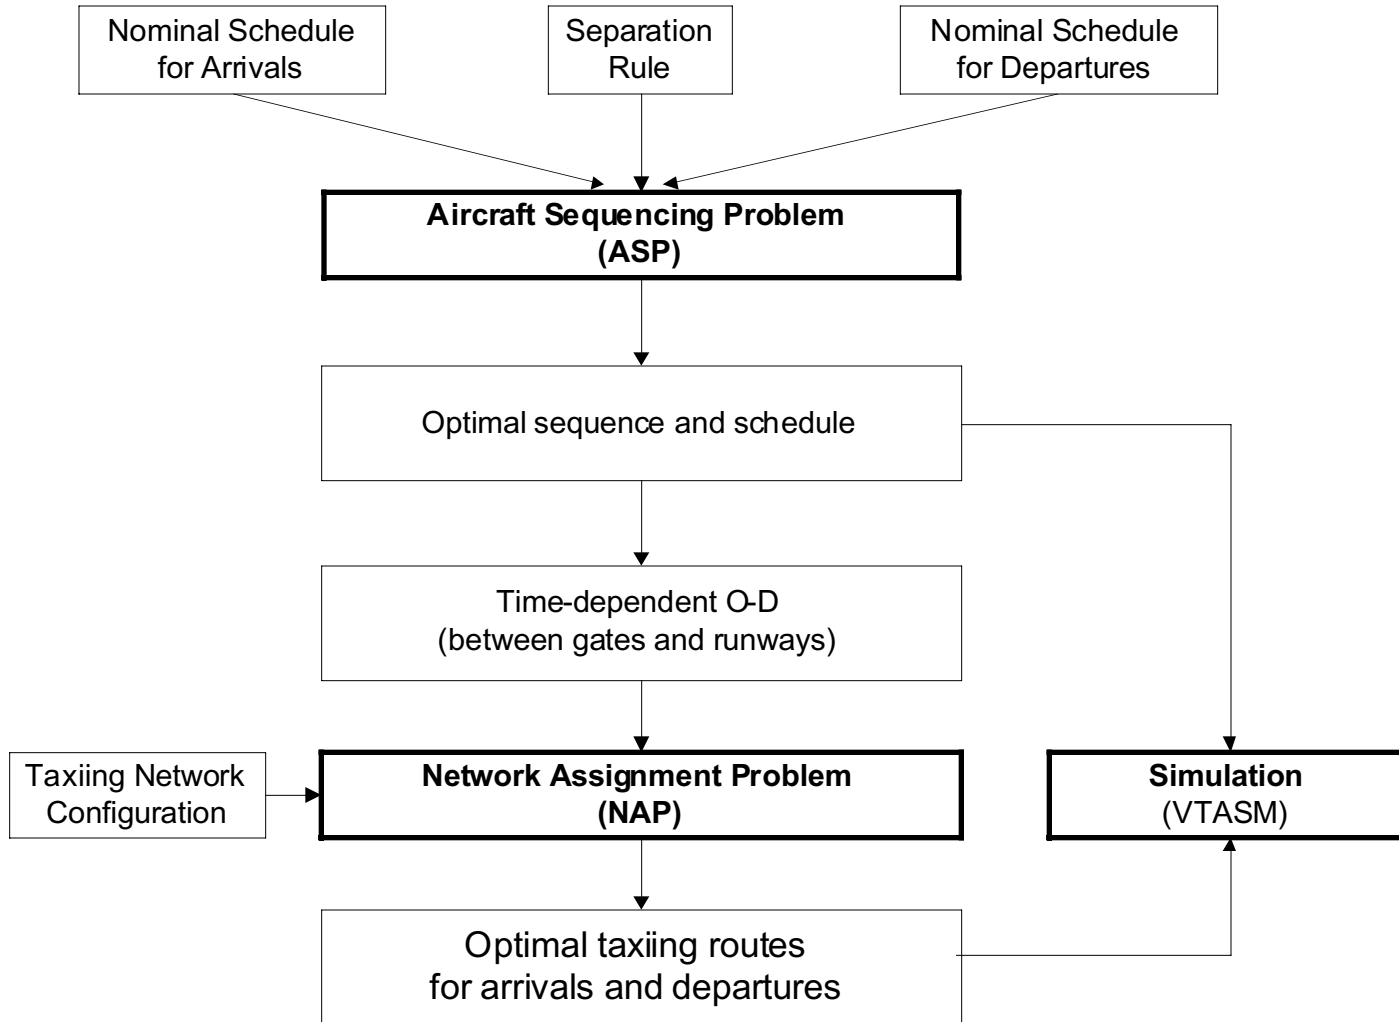 Nominal Schedule
for Arrivals
Separation
Rule
Nominal Schedule
for Departures
Aircraft Sequencing Problem
(ASP)
Optimal sequence and schedule
Time-dependent O-D
(between gates and runways)
Taxiing Network
Configuration
Network Assignment Problem
(NAP)
Simulation
(VTASM)
Optimal taxiing routes
for arrivals and departures